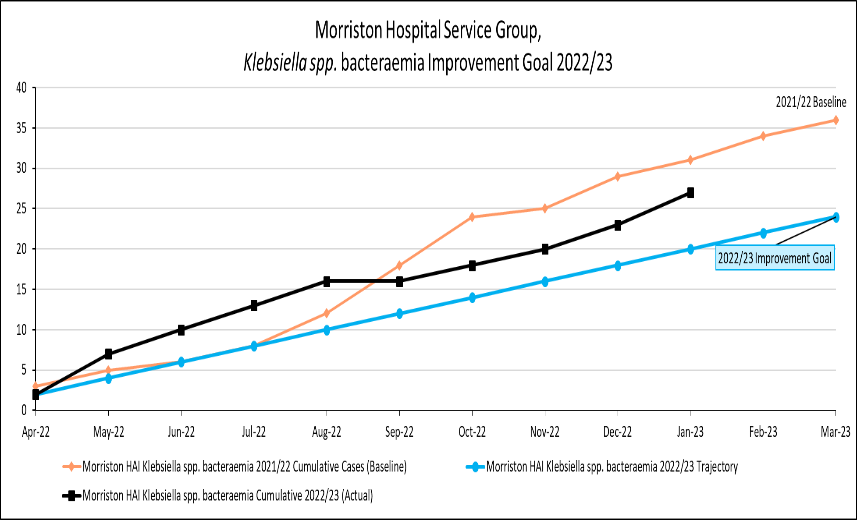 Morriston Hospital Service Group,
Klebsiella spp. bacteraemia Improvement Goal 2022/23
40
35
30
25
20
15
10
5
0
2021/22 Baseline
2022/23 Improvement Goal
Apr-22 May-22 Jun-22 Jul-22 Aug-22 Sep-22 Oct-22 Nov-22 Dec-22 Jan-23 Feb-23 Mar-23
Morriston HAI Klebsiella spp. bacteraemia 2021/22 Cumulative Cases (Baseline)
Morriston HAI Klebsiella spp. bacteraemia 2022/23 Trajectory
Morriston HAI Klebsiella spp. bacteraemia Cumulative 2022/23 (Actual)